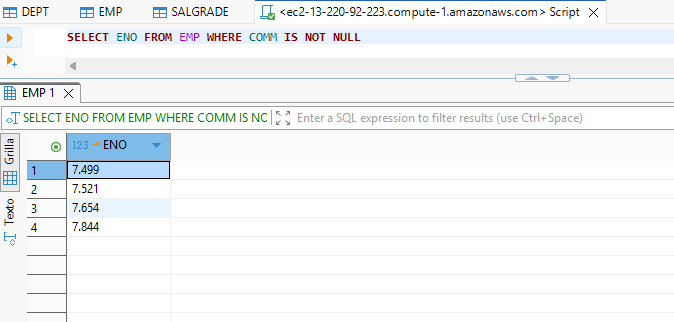 DEPT EMP SALGRADE <ec2-13-220-92-223.compute-1.amazonaws.com> Script
SELECT ENO FROM EMP WHERE COMM IS NOT NULL
EMP 1
SELECT ENO FROM EMP WHERE COMM IS NO Enter a SQL expression to filter results (use Ctrl+Space)
Grilla
Texto
123 ENO
1 7.499
2 7.521
3 7.654
4 7.844